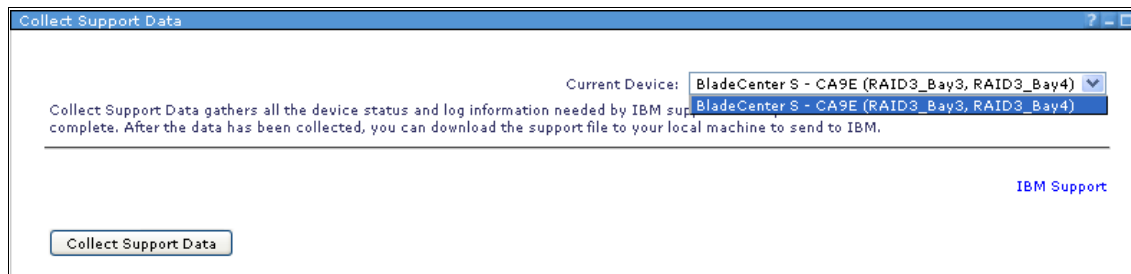 Collect Support Data
Current Device: BladeCenter S - CA9E (RAID3_Bay3, RAID3_Bay4)
BladeCenter S - CA9E (RAID3_Bay3, RAID3_Bay4)
Collect Support Data gathers all the device status and log information needed by IBM
complete. After the data has been collected, you can download the support file to your local machine to send to IBM.
IBM Support
Collect Support Data